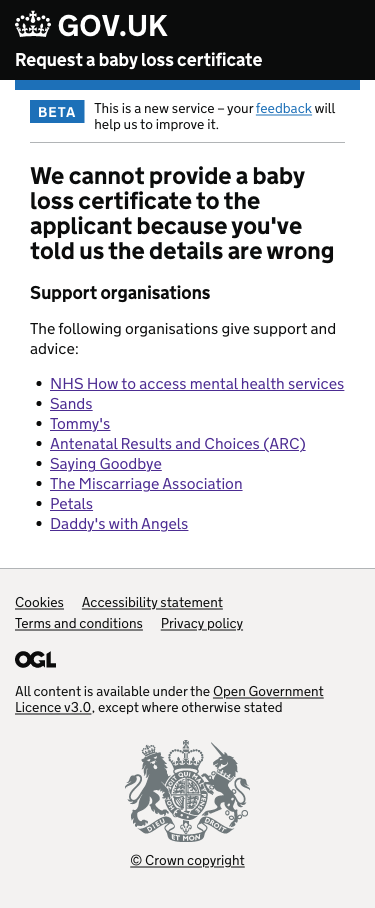 GOV.UK
Request a baby loss certificate
BETA
This is a new service – your feedback will
help us to improve it.
We cannot provide a baby
loss certificate to the
applicant because you've
told us the details are wrong
Support organisations
The following organisations give support and
advice:
• NHS How to access mental health services
• Sands
• Tommy's
• Antenatal Results and Choices (ARC)
• Saying Goodbye
• The Miscarriage Association
• Petals
• Daddy's with Angels
Cookies Accessibility statement
Terms and conditions Privacy policy
OGL
All content is available under the Open Government
Licence v3.0, except where otherwise stated
DIEU ET MON DROIT
© Crown copyright